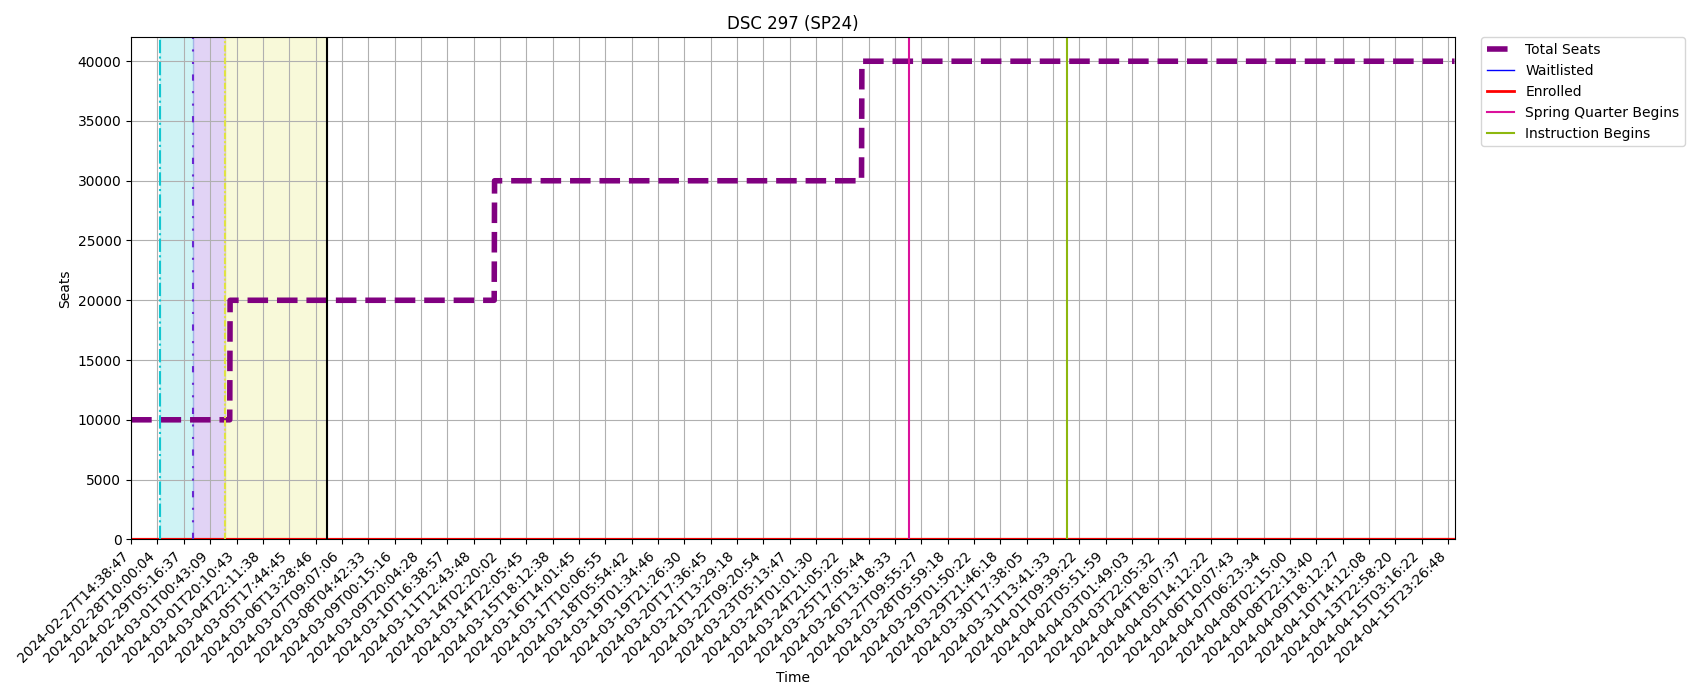 DSC 297 (SP24)
40000
35000
30000
25000
20000
15000
10000
5000
0
Seats
Total Seats
Waitlisted
Enrolled
Spring Quarter Begins
Instruction Begins
2024-02-27T14:38:47
2024-02-28T10:00:04
2024-02-29T05:16:37
2024-03-01T00:43:09
2024-03-01T20:10:43
2024-03-04T22:11:38
2024-03-05T17:44:45
2024-03-06T13:28:46
2024-03-07T09:07:06
2024-03-08T04:42:33
2024-03-09T00:15:16
2024-03-09T20:04:28
2024-03-10T16:38:57
2024-03-11T12:43:48
2024-03-14T02:20:02
2024-03-14T22:05:45
2024-03-15T18:12:38
2024-03-16T14:01:45
2024-03-17T10:06:55
2024-03-18T05:54:42
2024-03-19T01:34:46
2024-03-19T21:26:30
2024-03-20T17:36:45
2024-03-21T13:29:18
2024-03-22T09:20:54
2024-03-23T05:13:47
2024-03-24T01:01:30
2024-03-24T21:05:22
2024-03-25T17:05:44
2024-03-26T13:18:33
2024-03-27T09:55:27
2024-03-28T05:59:18
2024-03-29T01:50:22
2024-03-29T21:46:18
2024-03-30T17:38:05
2024-03-31T13:41:33
2024-04-01T09:39:22
2024-04-02T05:51:59
2024-04-03T01:49:03
2024-04-03T22:05:32
2024-04-04T18:07:37
2024-04-05T14:12:22
2024-04-06T10:07:43
2024-04-07T06:23:34
2024-04-08T02:15:00
2024-04-08T22:13:40
2024-04-09T18:12:27
2024-04-10T14:12:08
2024-04-13T22:58:20
2024-04-15T03:16:22
2024-04-15T23:26:48
Time